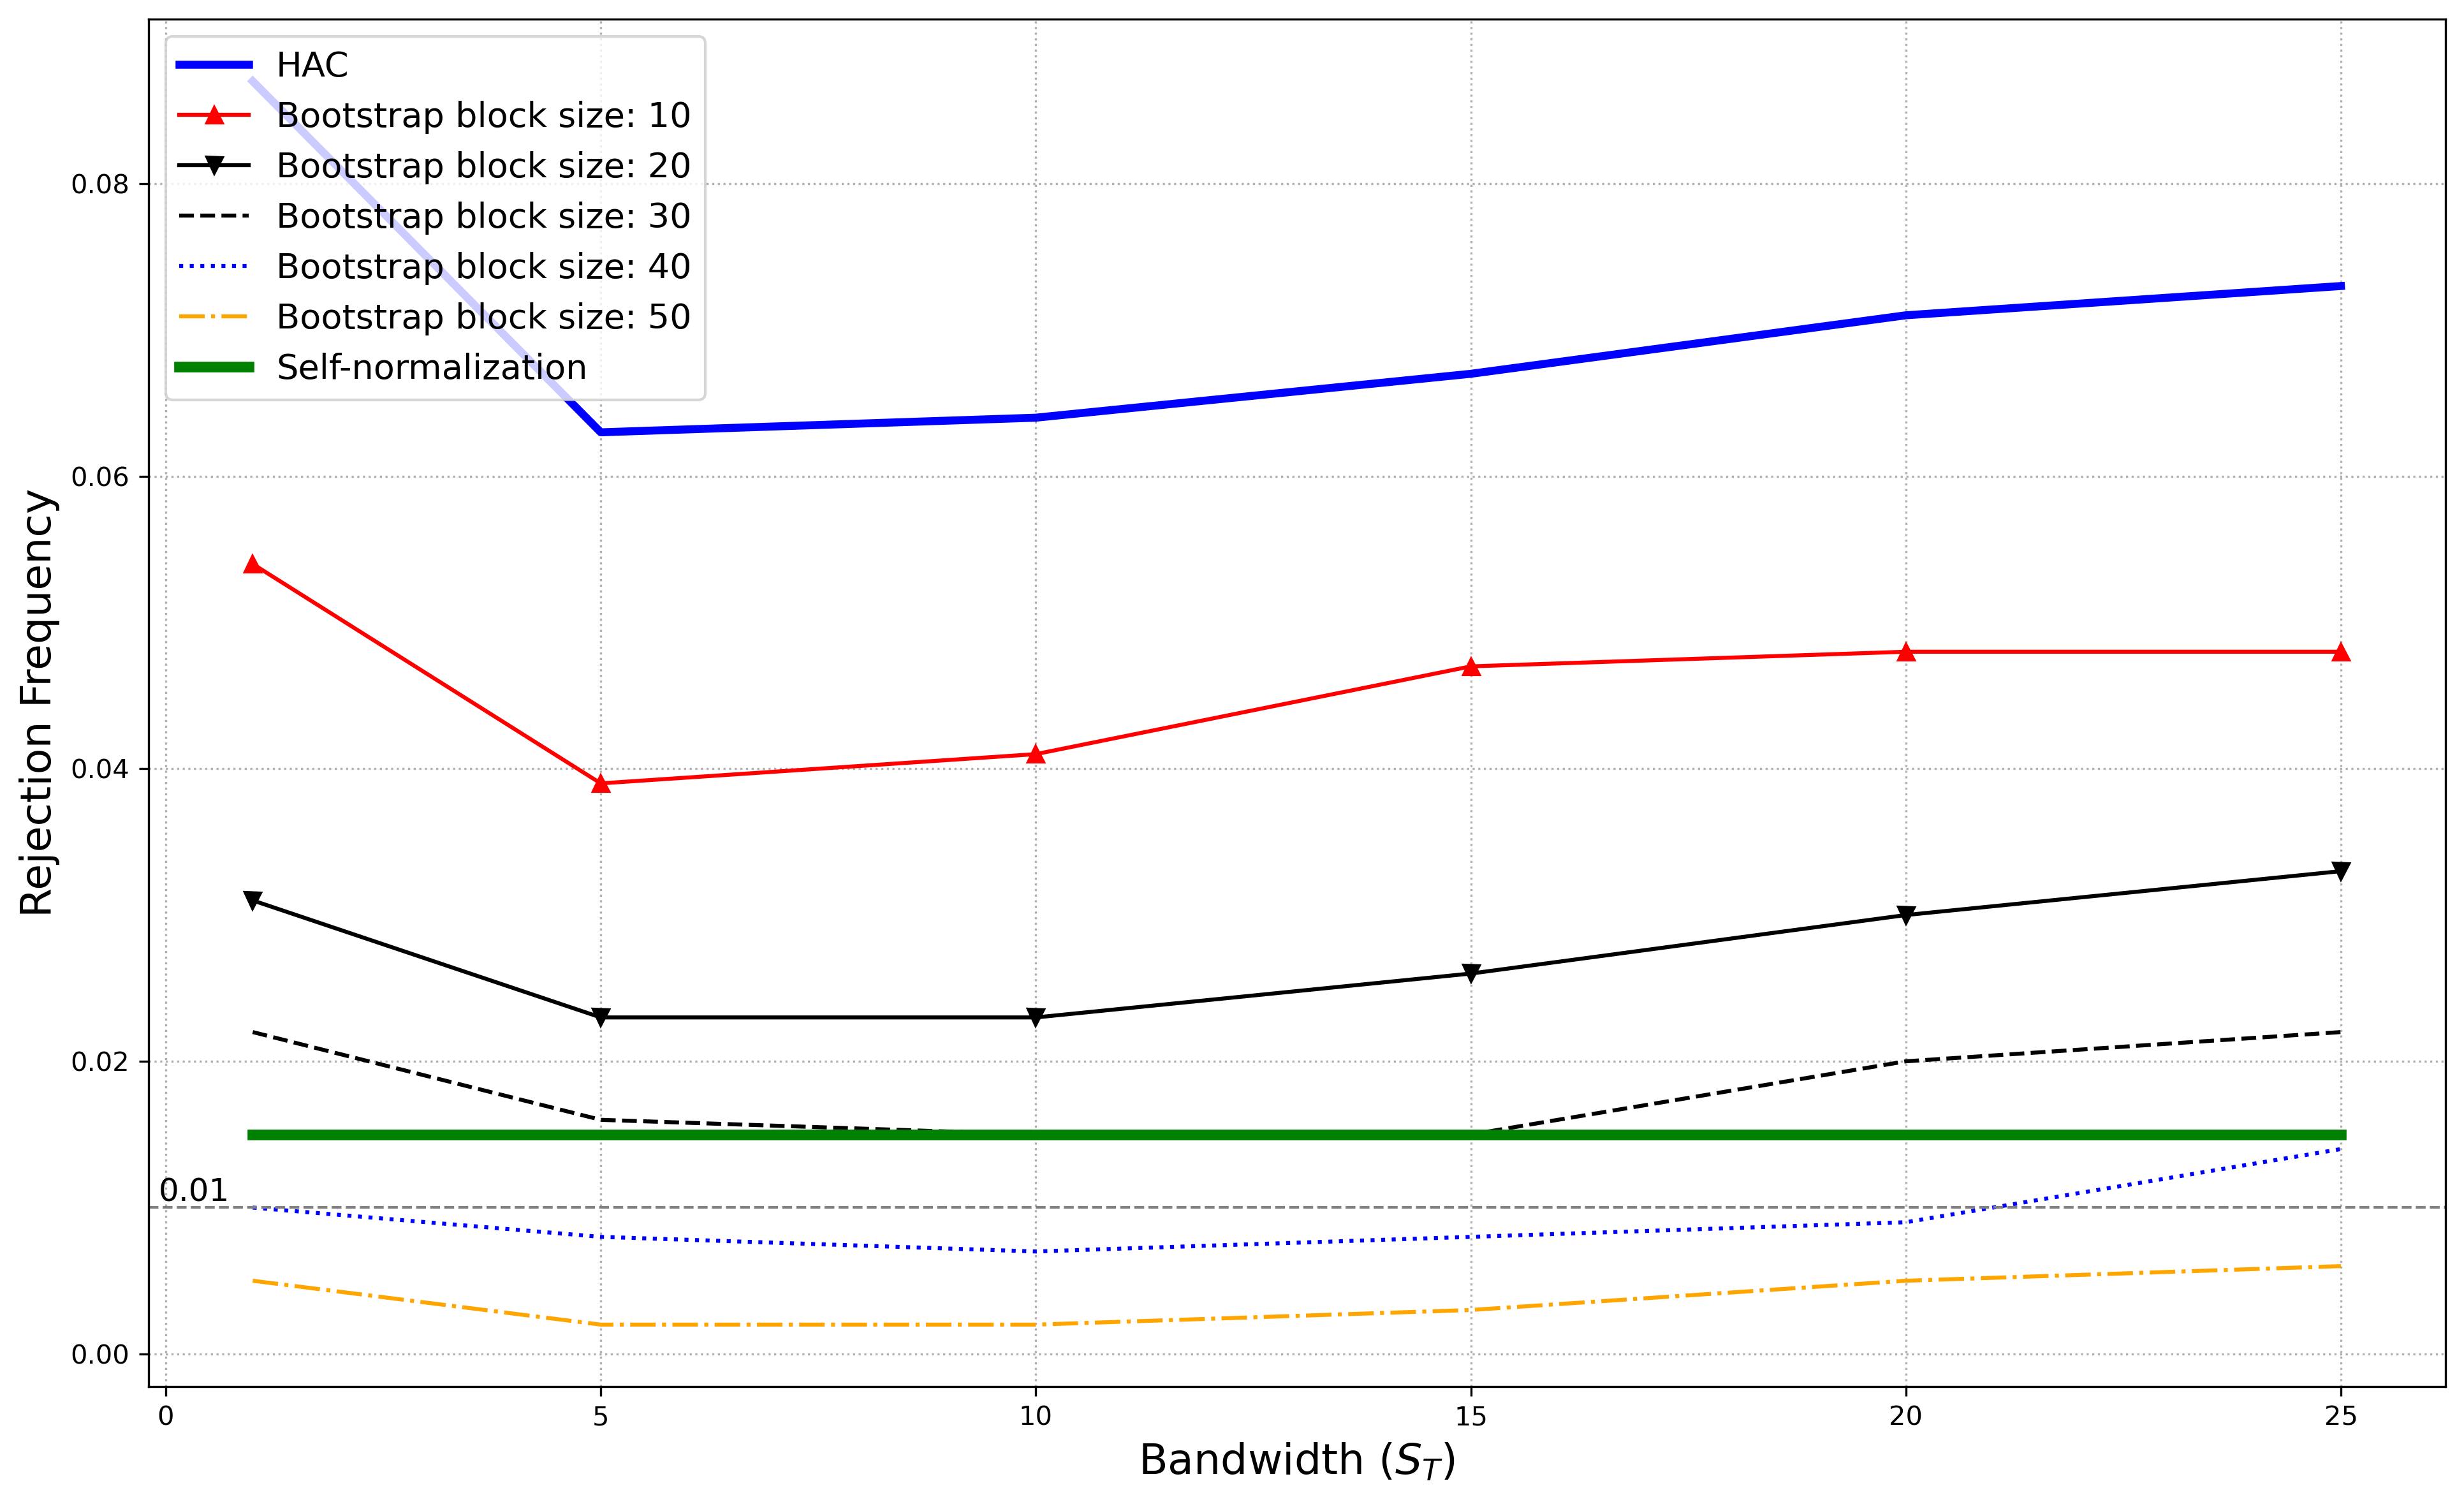 HAC
Bootstrap block size: 10
Bootstrap block size: 20
Bootstrap block size: 30
Bootstrap block size: 40
Bootstrap block size: 50
Self-normalization
0.08
0.06
0.04
0.02
0.00
0.01
Rejection Frequency
0 5 10 15 20 25
Bandwidth (S_T)